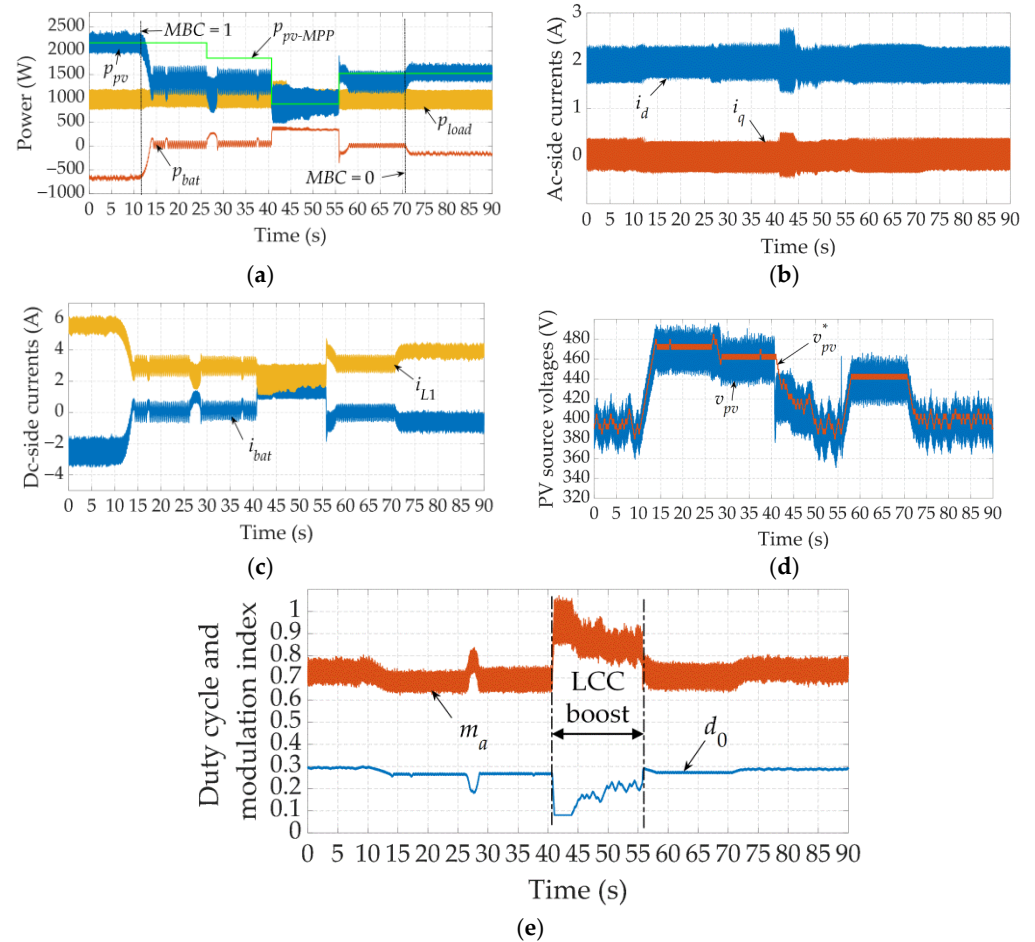 Power (W)
2500
2000
1500
1000
500
0
−500
−1000
MBC = 1
p_pv-MPP
p_pv
p_load
p_bat
MBC = 0
0 5 10 15 20 25 30 35 40 45 50 55 60 65 70 75 80 85 90
Time (s)
(a)
Ac-side currents (A)
3
2
1
0
i_d
i_q
0 5 10 15 20 25 30 35 40 45 50 55 60 65 70 75 80 85 90
Time (s)
(b)
Dc-side currents (A)
6
4
2
0
−2
−4
i_L1
i_bat
0 5 10 15 20 25 30 35 40 45 50 55 60 65 70 75 80 85 90
Time (s)
(c)
PV source voltages (V)
480
460
440
420
400
380
360
340
320
v*_pv
v_pv
0 5 10 15 20 25 30 35 40 45 50 55 60 65 70 75 80 85 90
Time (s)
(d)
Duty cycle and
modulation index
1
0.9
0.8
0.7
0.6
0.5
0.4
0.3
0.2
0.1
0
LCC
boost
m_a
d_0
0 5 10 15 20 25 30 35 40 45 50 55 60 65 70 75 80 85 90
Time (s)
(e)